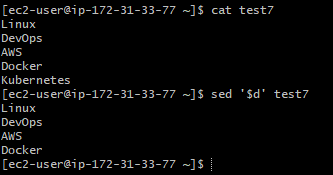 [ec2-user@ip-172-31-33-77 ~]$ cat test7
Linux
DevOps
AWS
Docker
Kubernetes
[ec2-user@ip-172-31-33-77 ~]$ sed '$d' test7
Linux
DevOps
AWS
Docker
[ec2-user@ip-172-31-33-77 ~]$